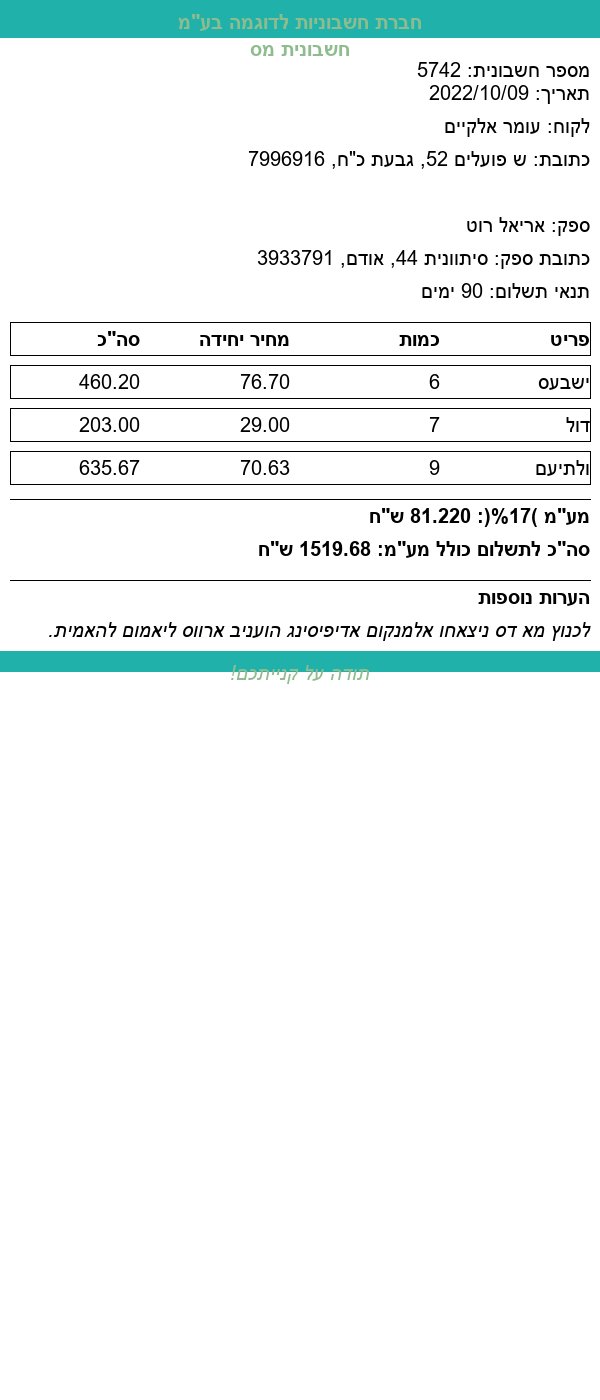 חברת חשבוניות לדוגמה בע"מ
חשבונית מס
מספר חשבונית: 5742
תאריך: 2022/10/09
לקוח: עומר אלקיים
כתובת: ש פועלים 52, גבעת כ"ח, 7996916
ספק: אריאל רוט
כתובת ספק: סיתוונית 44, אודם, 3933791
תנאי תשלום: 90 ימים
פריט כמות מחיר יחידה סה"כ
ישבעס 6 76.70 460.20
דול 7 29.00 203.00
ולתיעם 9 70.63 635.67
מע"מ )17%(: 81.220 ש"ח
סה"כ לתשלום כולל מע"מ: 1519.68 ש"ח
הערות נוספות
לכנוץ מא דס ניצאחו אלמנקום אדיפיסינג הועניב ארווס ליאמום להאמית.
תודה על קנייתכם!